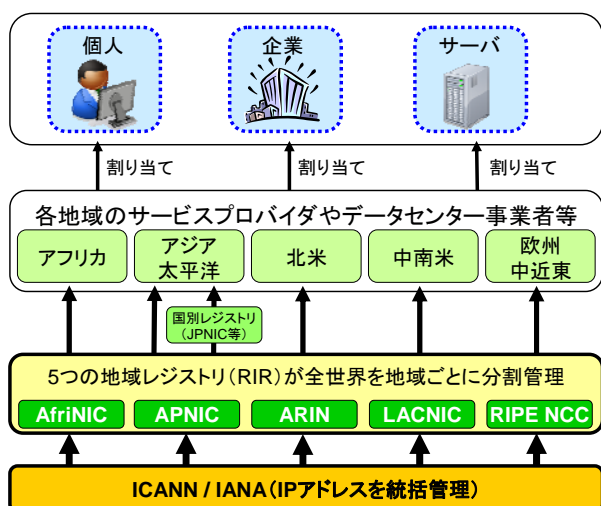 個人
企業
サーバ
割り当て
割り当て
割り当て
各地域のサービスプロバイダやデータセンター事業者等
アフリカ
アジア
太平洋
北米
中南米
欧州
中近東
国別レジストリ
(JPNIC等)
5つの地域レジストリ(RIR)が全世界を地域ごとに分割管理
AfriNIC
APNIC
ARIN
LACNIC
RIPE NCC
ICANN / IANA(IPアドレスを統括管理)